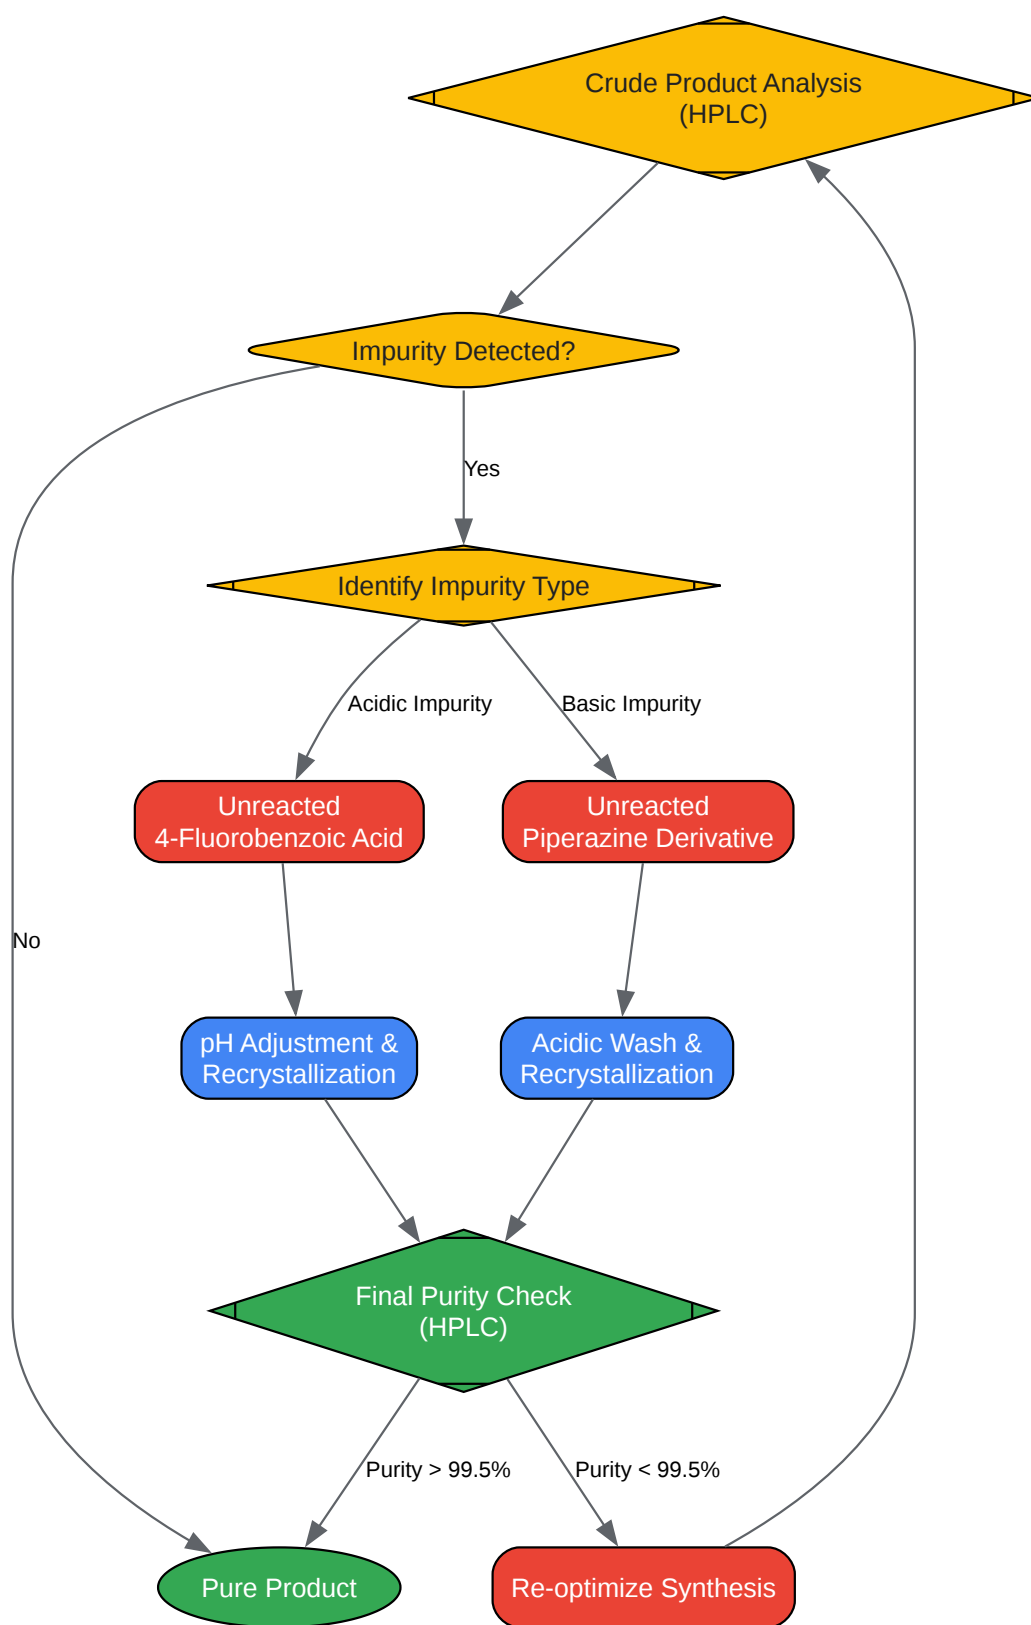 Crude Product Analysis
(HPLC)
Impurity Detected?
Yes
Identify Impurity Type
Acidic Impurity
Basic Impurity
Unreacted
4-Fluorobenzoic Acid
Unreacted
Piperazine Derivative
No
pH Adjustment &
Recrystallization
Acidic Wash &
Recrystallization
Final Purity Check
(HPLC)
Purity > 99.5%
Purity < 99.5%
Pure Product
Re-optimize Synthesis